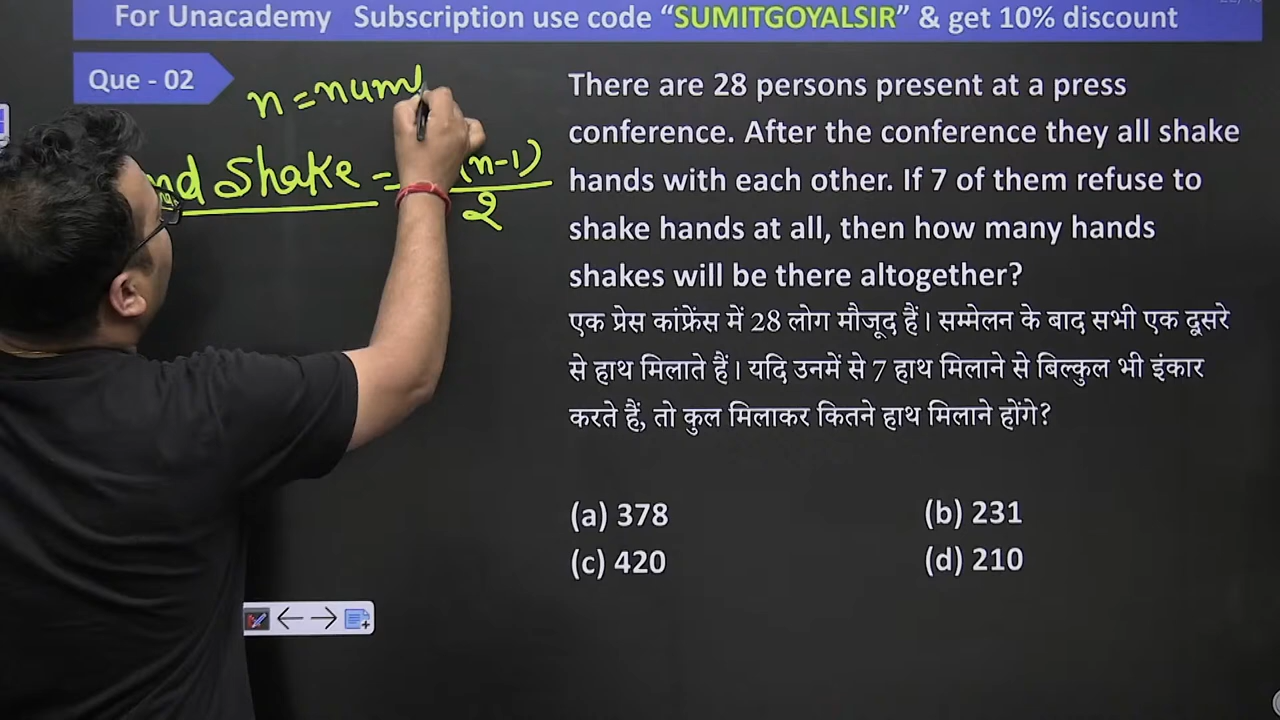 For Unacademy Subscription use code “SUMITGOYALSIR” & get 10% discount
Que - 02
n = num
nd Shake = (n-1)
2
There are 28 persons present at a press
conference. After the conference they all shake
hands with each other. If 7 of them refuse to
shake hands at all, then how many hands
shakes will be there altogether?
एक प्रेस कांफ्रेंस में 28 लोग मौजूद हैं। सम्मेलन के बाद सभी एक दूसरे
से हाथ मिलाते हैं। यदि उनमें से 7 हाथ मिलाने से बिल्कुल भी इंकार
करते हैं, तो कुल मिलाकर कितने हाथ मिलाने होंगे?
(a) 378 (b) 231
(c) 420 (d) 210